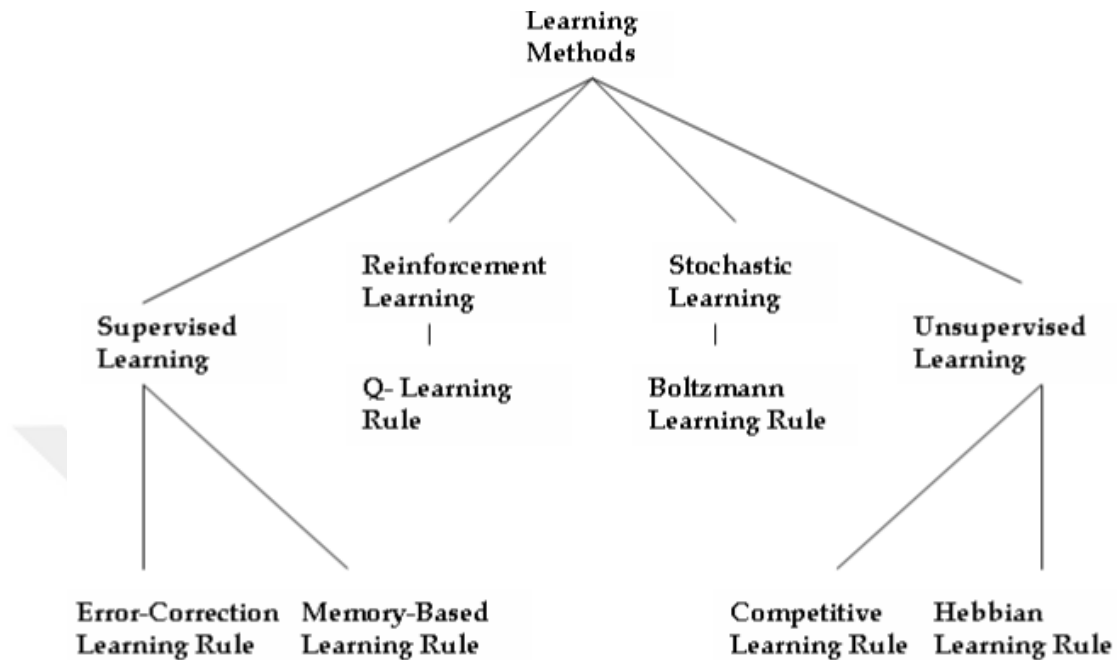 Learning
Methods
Reinforcement
Learning
Stochastic
Learning
Supervised
Learning
Unsupervised
Learning
Q- Learning
Rule
Boltzmann
Learning Rule
Error-Correction
Learning Rule
Memory-Based
Learning Rule
Competitive
Learning Rule
Hebbian
Learning Rule